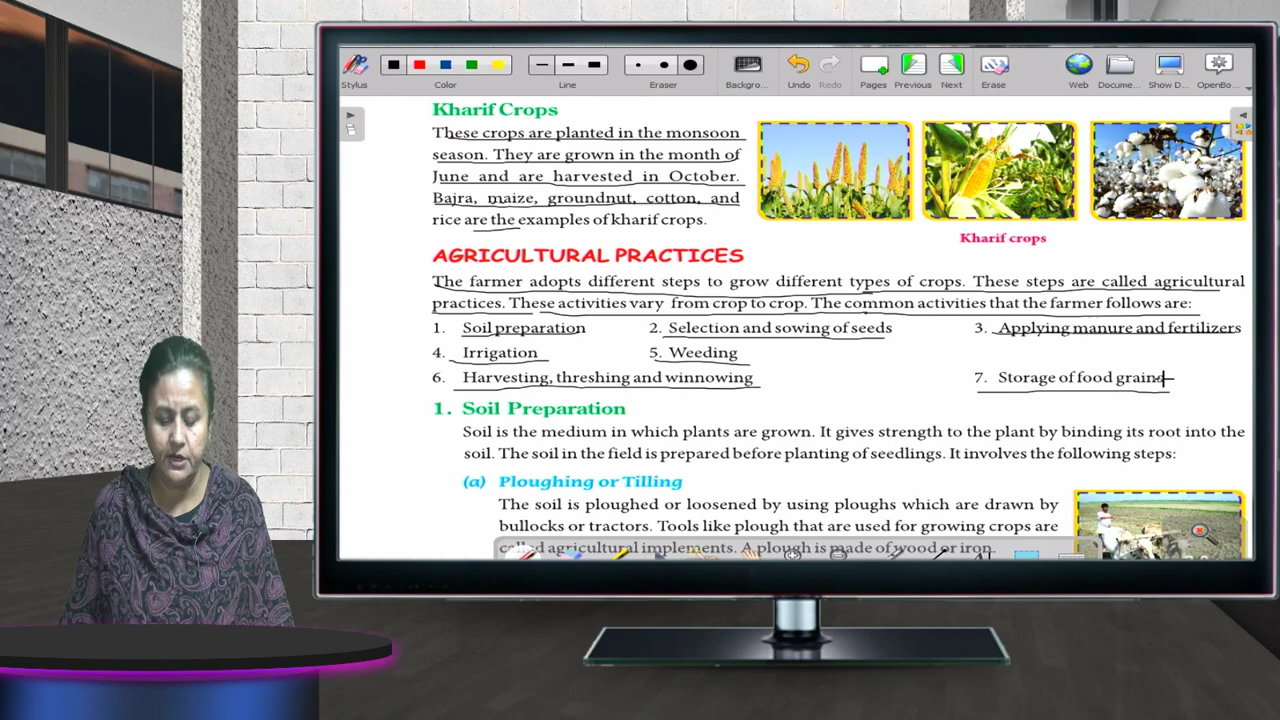 Stylus
Color
Line
Eraser
Backgro...
Undo
Redo
Pages
Previous
Next
Erase
Web
Docume...
Show D...
OpenBo...
Kharif Crops
These crops are planted in the monsoon
season. They are grown in the month of
June and are harvested in October.
Bajra, maize, groundnut, cotton, and
rice are the examples of kharif crops.
Kharif crops
AGRICULTURAL PRACTICES
The farmer adopts different steps to grow different types of crops. These steps are called agricultural
practices. These activities vary from crop to crop. The common activities that the farmer follows are:
1. Soil preparation 2. Selection and sowing of seeds 3. Applying manure and fertilizers
4. Irrigation 5. Weeding
6. Harvesting, threshing and winnowing 7. Storage of food grains
1. Soil Preparation
Soil is the medium in which plants are grown. It gives strength to the plant by binding its root into the
soil. The soil in the field is prepared before planting of seedlings. It involves the following steps:
(a) Ploughing or Tilling
The soil is ploughed or loosened by using ploughs which are drawn by
bullocks or tractors. Tools like plough that are used for growing crops are
called agricultural implements. A plough is made of wood or iron.